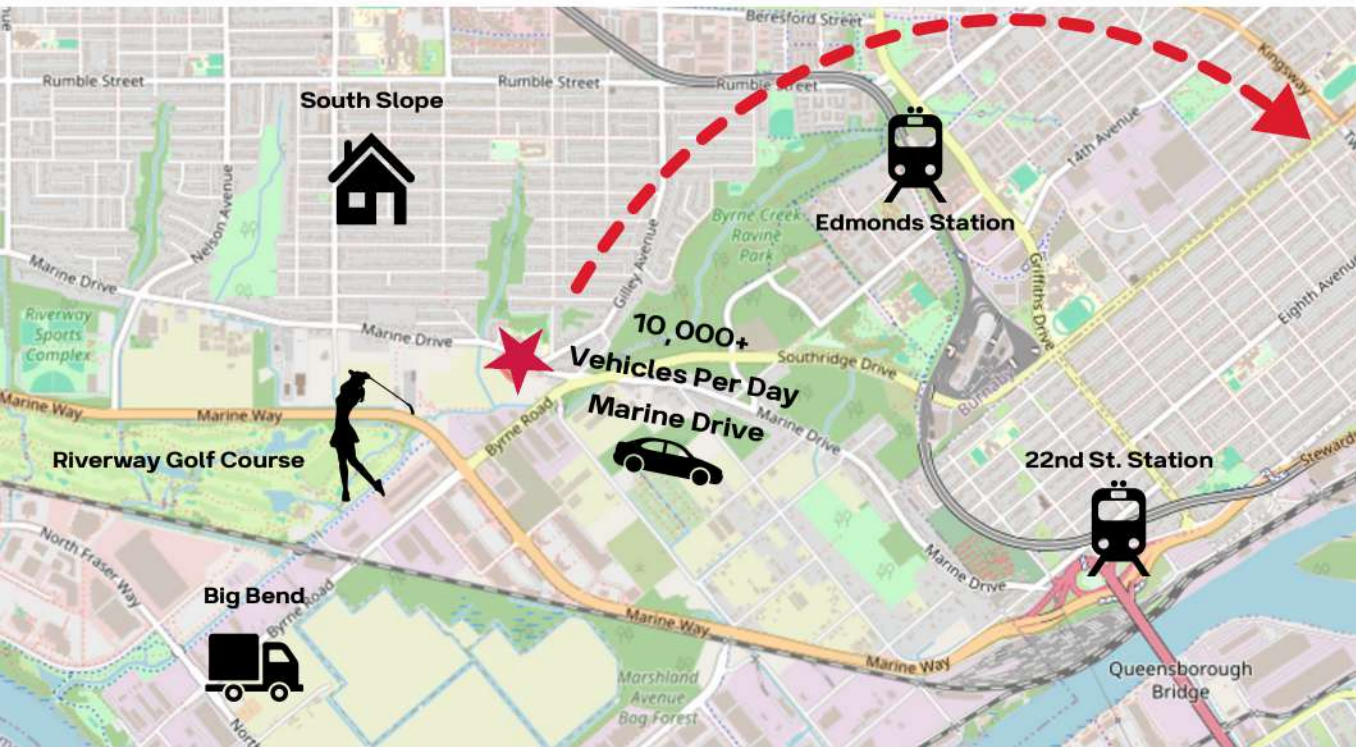 Beresford Street
Kingsway
Rumble Street
Rumble Street
Rumble Street
South Slope
14th Avenue
Edmonds Station
Byrne Creek
Ravine
Park
Nelson Avenue
Gilley Avenue
Griffiths Drive
Eighth Avenue
Marine Drive
Riverway
Sports
Complex
Marine Drive
10,000+
Vehicles Per Day
Marine Drive
Southridge Drive
Marine Way
Marine Way
Byrne Road
Marine Drive
Riverway Golf Course
22nd St. Station
North Fraser Way
Marine Drive
Big Bend
Byrne Road
Marine Way
Marine Way
Marshland
Avenue
Bog Forest
Queensborough
Bridge